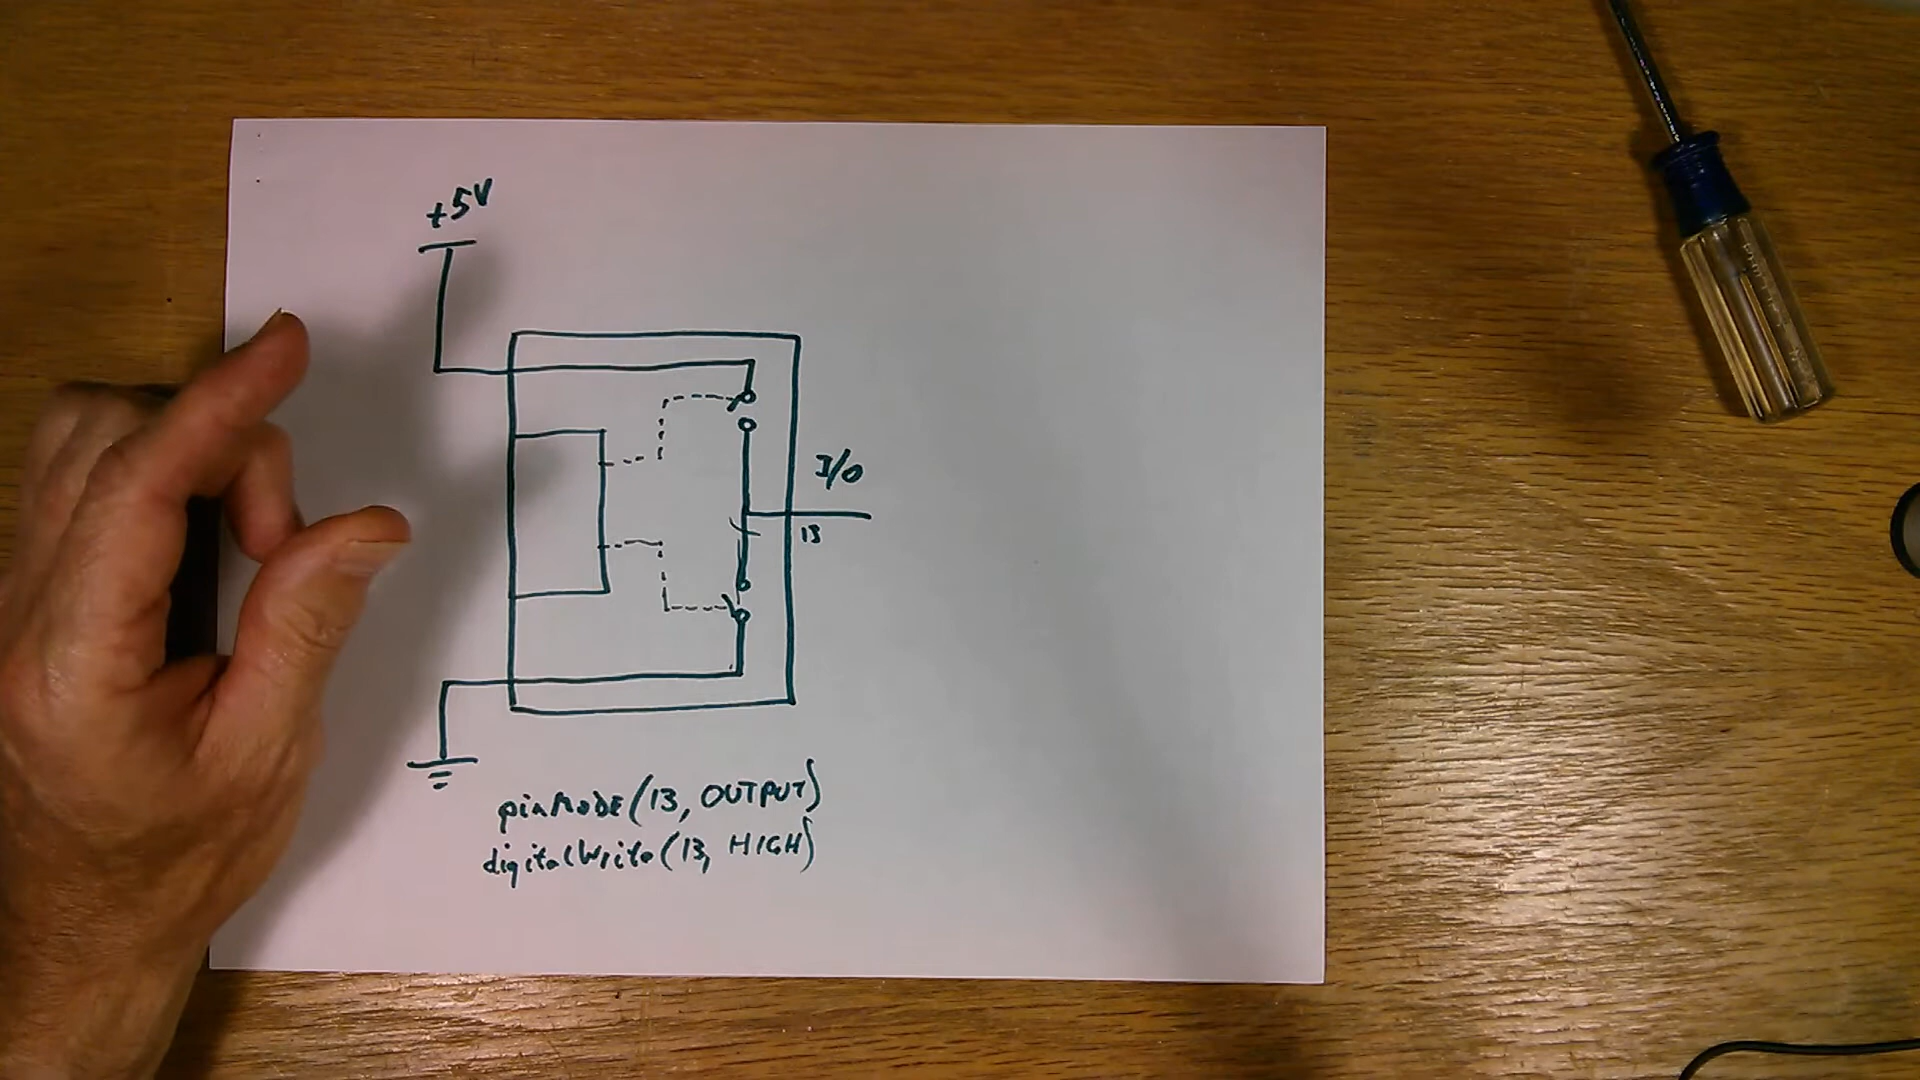 +5V
I/O
13
pinMODE(13, OUTPUT)
digitalWrite(13, HIGH)